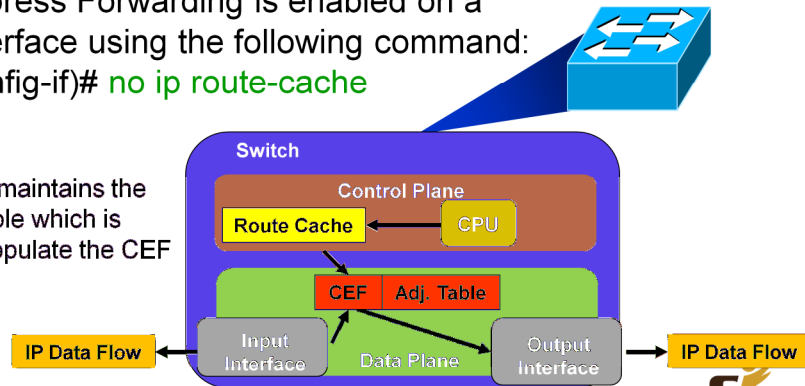 press Forwarding is enabled on a
erface using the following command:
nfig-if)# no ip route-cache
Switch
maintains the
ble which is
opulate the CEF
Control Plane
Route Cache
CPU
CEF
Adj. Table
IP Data Flow
Input
Interface
Data Plane
Output
Interface
IP Data Flow